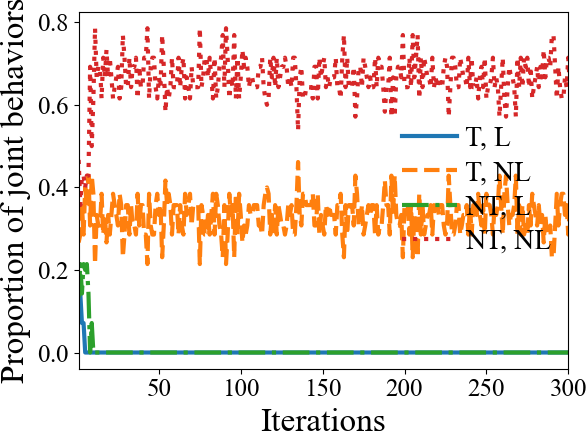 Proportion of joint behaviors
0.8
0.6
0.4
0.2
0.0
T, L
T, NL
NT, L
NT, NL
50
100
150
200
250
300
Iterations